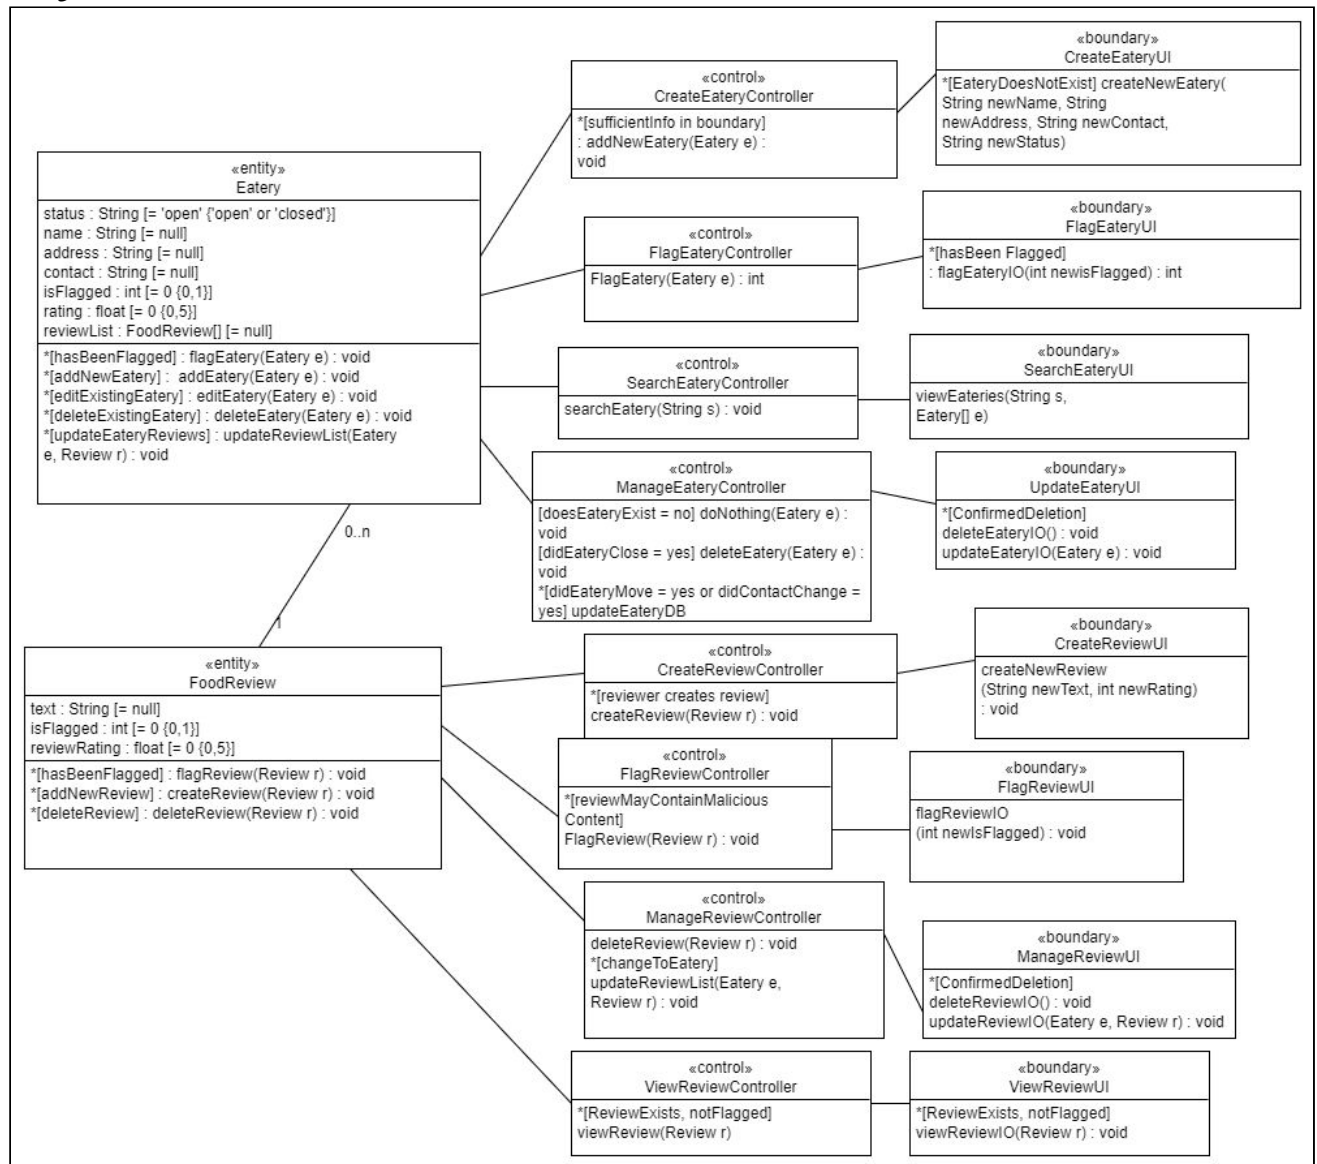 «boundary»
CreateEateryUI
*[EateryDoesNotExist] createNewEatery(
String newName, String
newAddress, String newContact,
String newStatus)
«control»
CreateEateryController
*[sufficientInfo in boundary]
: addNewEatery(Eatery e) :
void
«entity»
Eatery
status : String [= 'open' {'open' or 'closed'}]
name : String [= null]
address : String [= null]
contact : String [= null]
isFlagged : int [= 0 {0,1}]
rating : float [= 0 {0,5}]
reviewList : FoodReview[] [= null]
*[hasBeenFlagged] : flagEatery(Eatery e) : void
*[addNewEatery] :  addEatery(Eatery e) : void
*[editExistingEatery] : editEatery(Eatery e) : void
*[deleteExistingEatery] : deleteEatery(Eatery e) : void
*[updateEateryReviews] : updateReviewList(Eatery
e, Review r) : void
«control»
FlagEateryController
FlagEatery(Eatery e) : int
«boundary»
FlagEateryUI
*[hasBeen Flagged]
: flagEateryIO(int newisFlagged) : int
«control»
SearchEateryController
searchEatery(String s) : void
«boundary»
SearchEateryUI
viewEateries(String s,
Eatery[] e)
«control»
ManageEateryController
[doesEateryExist = no] doNothing(Eatery e) :
void
[didEateryClose = yes] deleteEatery(Eatery e) :
void
*[didEateryMove = yes or didContactChange =
yes] updateEateryDB
«boundary»
UpdateEateryUI
*[ConfirmedDeletion]
deleteEateryIO() : void
updateEateryIO(Eatery e) : void
0..n
1
«entity»
FoodReview
text : String [= null]
isFlagged : int [= 0 {0,1}]
reviewRating : float [= 0 {0,5}]
*[hasBeenFlagged] : flagReview(Review r) : void
*[addNewReview] : createReview(Review r) : void
*[deleteReview] : deleteReview(Review r) : void
«control»
CreateReviewController
*[reviewer creates review]
createReview(Review r) : void
«boundary»
CreateReviewUI
createNewReview
(String newText, int newRating)
: void
«control»
FlagReviewController
*[reviewMayContainMalicious
Content]
FlagReview(Review r) : void
«boundary»
FlagReviewUI
flagReviewIO
(int newIsFlagged) : void
«control»
ManageReviewController
deleteReview(Review r) : void
*[changeToEatery]
updateReviewList(Eatery e,
Review r) : void
«boundary»
ManageReviewUI
*[ConfirmedDeletion]
deleteReviewIO() : void
updateReviewIO(Eatery e, Review r) : void
«control»
ViewReviewController
*[ReviewExists, notFlagged]
viewReview(Review r)
«boundary»
ViewReviewUI
*[ReviewExists, notFlagged]
viewReviewIO(Review r) : void